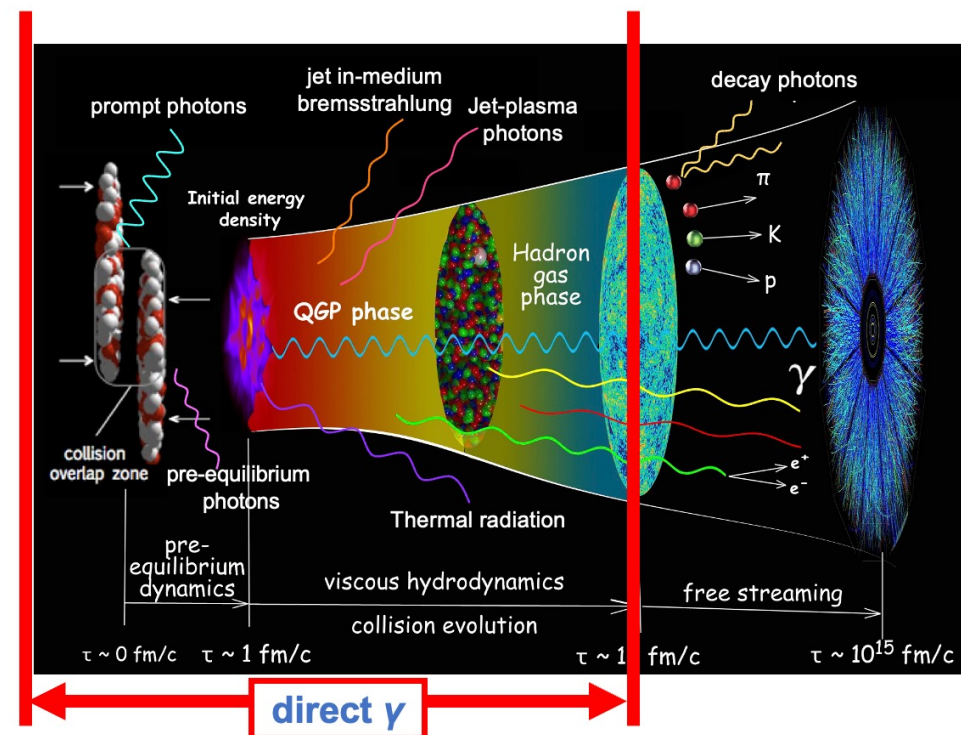 jet in-medium
bremsstrahlung
decay photons
prompt photons
Jet-plasma
photons
Initial energy
density
π
K
p
QGP phase
Hadron
gas
phase
γ
collision
overlap zone
pre-equilibrium
photons
e⁺
e⁻
Thermal radiation
pre-
equilibrium
dynamics
viscous hydrodynamics
collision evolution
free streaming
τ ~ 0 fm/c
τ ~ 1 fm/c
τ ~ 1 fm/c
τ ~ 10¹⁵ fm/c
direct γ